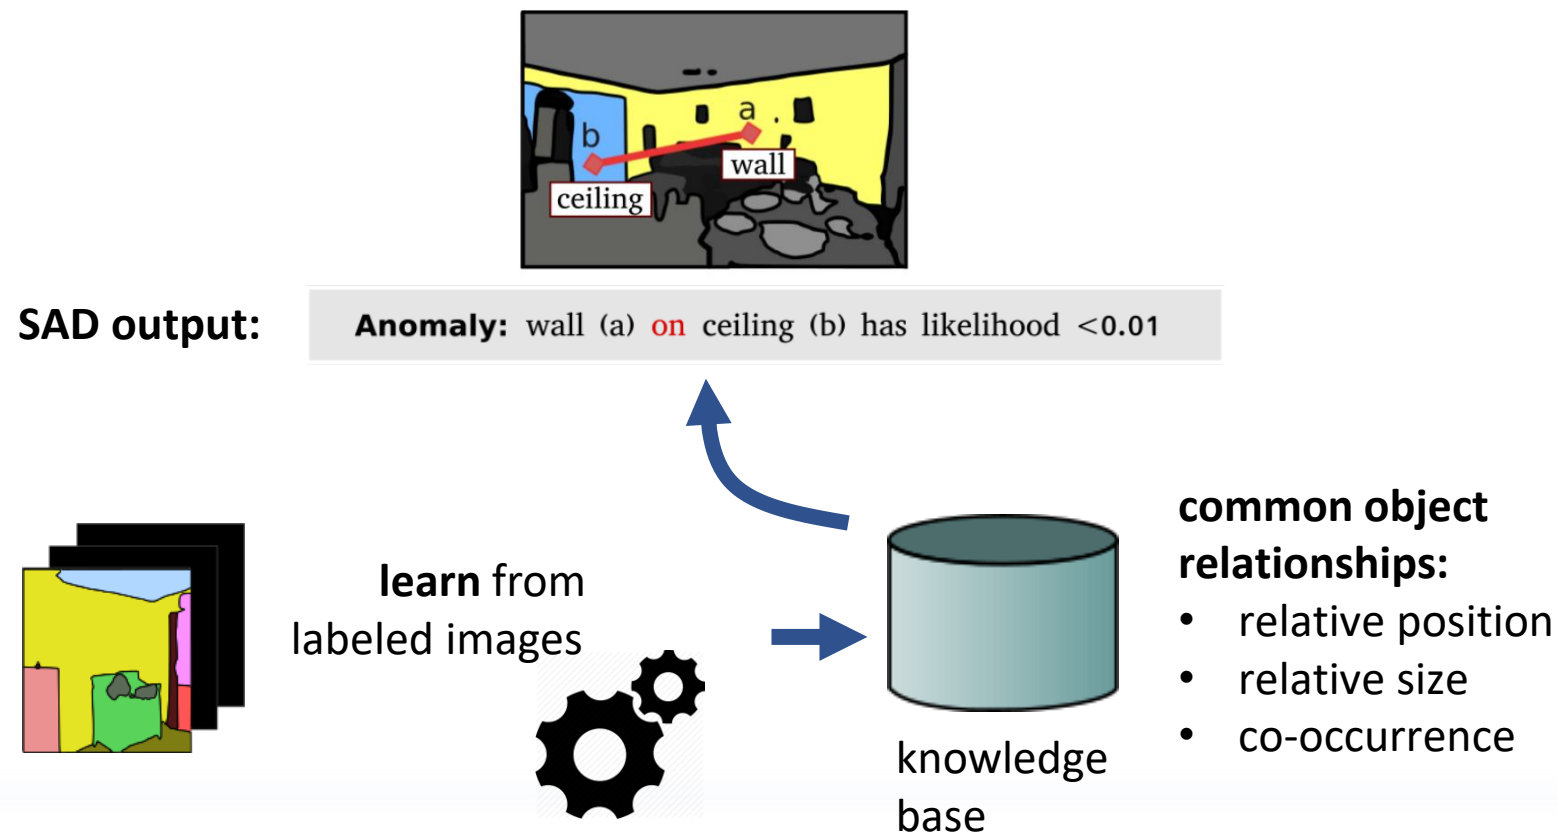 a
b
wall
ceiling
SAD output:
Anomaly: wall (a) on ceiling (b) has likelihood <0.01
learn from
labeled images
common object
relationships:
• relative position
• relative size
• co-occurrence
knowledge
base